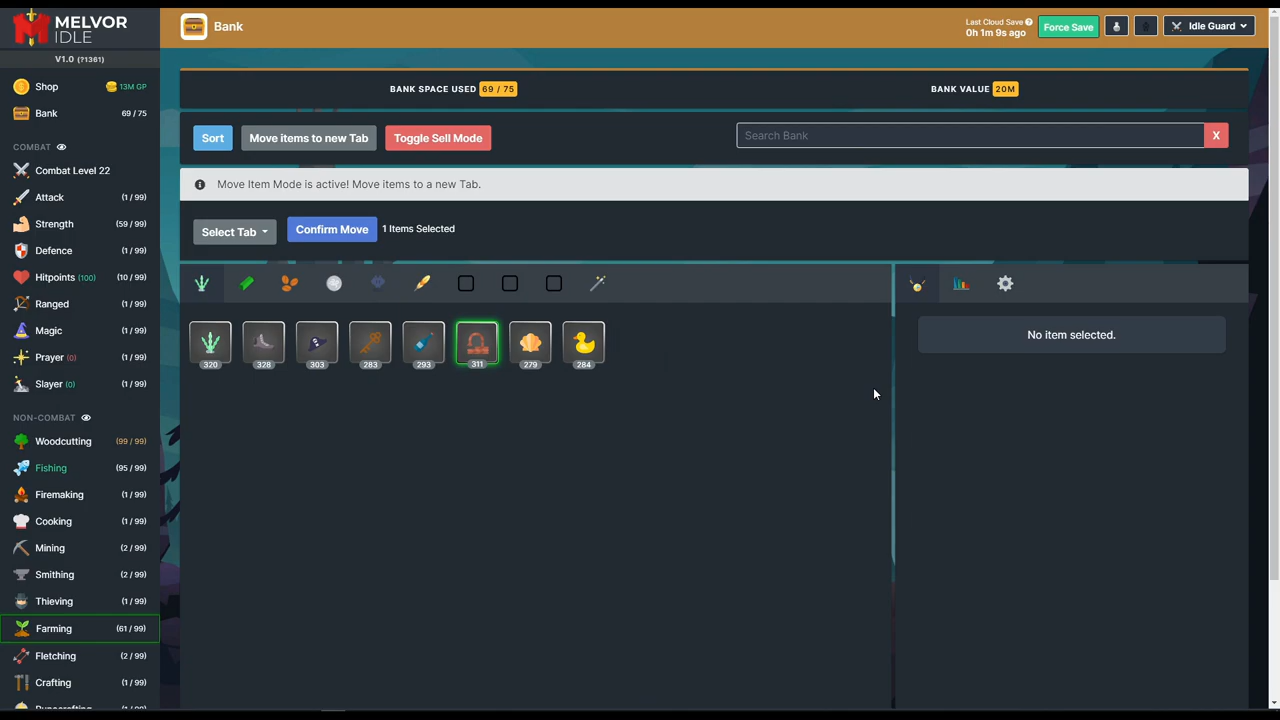 MELVOR
IDLE
V1.0 (?1361)
Shop 13M GP
Bank 69 / 75
COMBAT
Combat Level 22
Attack (1 / 99)
Strength (59 / 99)
Defence (1 / 99)
Hitpoints (100) (10 / 99)
Ranged (1 / 99)
Magic (1 / 99)
Prayer (0) (1 / 99)
Slayer (0) (1 / 99)
NON-COMBAT
Woodcutting (99 / 99)
Fishing (95 / 99)
Firemaking (1 / 99)
Cooking (1 / 99)
Mining (2 / 99)
Smithing (2 / 99)
Thieving (1 / 99)
Farming (61 / 99)
Fletching (2 / 99)
Crafting (1 / 99)
Runecrafting (1 / 99)
Bank
Last Cloud Save
0h 1m 9s ago
Force Save
Idle Guard
BANK SPACE USED 69 / 75
BANK VALUE 20M
Sort
Move items to new Tab
Toggle Sell Mode
Search Bank
X
Move Item Mode is active! Move items to a new Tab.
Select Tab
Confirm Move
1 Items Selected
320 328 303 283 293 311 279 284
No item selected.